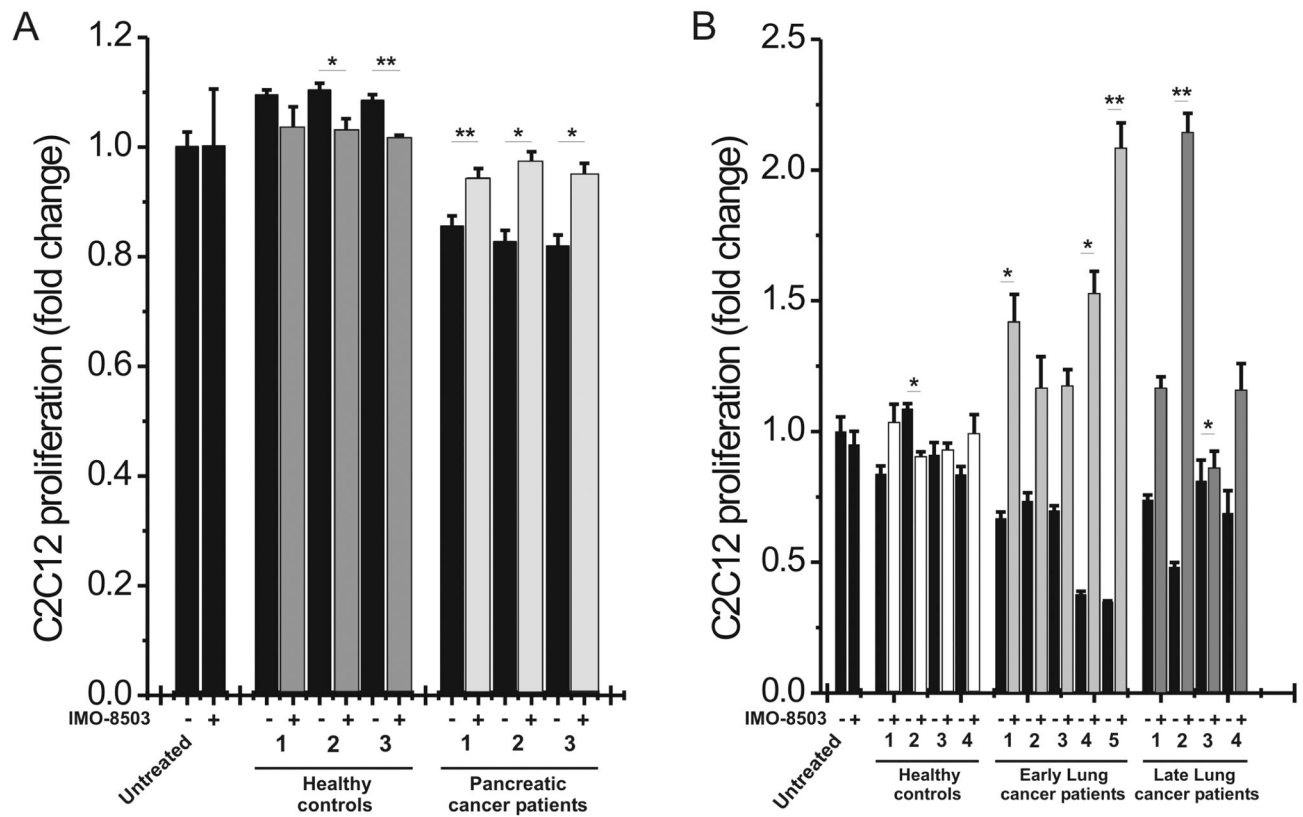 A
C2C12 proliferation (fold change)
1.2
1.0
0.8
0.6
0.4
0.2
0.0
* **
** * *
IMO-8503 - + - + - + - + - + - + - +
Untreated
1 2 3 1 2 3
Healthy
controls
Pancreatic
cancer patients
B
C2C12 proliferation (fold change)
2.5
2.0
1.5
1.0
0.5
0.0
*
* * **
** *
IMO-8503 -+ -+ -+ -+ -+ -+ -+ -+ -+ -+ -+ -+ -+ -+
Untreated
1 2 3 4 1 2 3 4 5 1 2 3 4
Healthy
controls
Early Lung
cancer patients
Late Lung
cancer patients